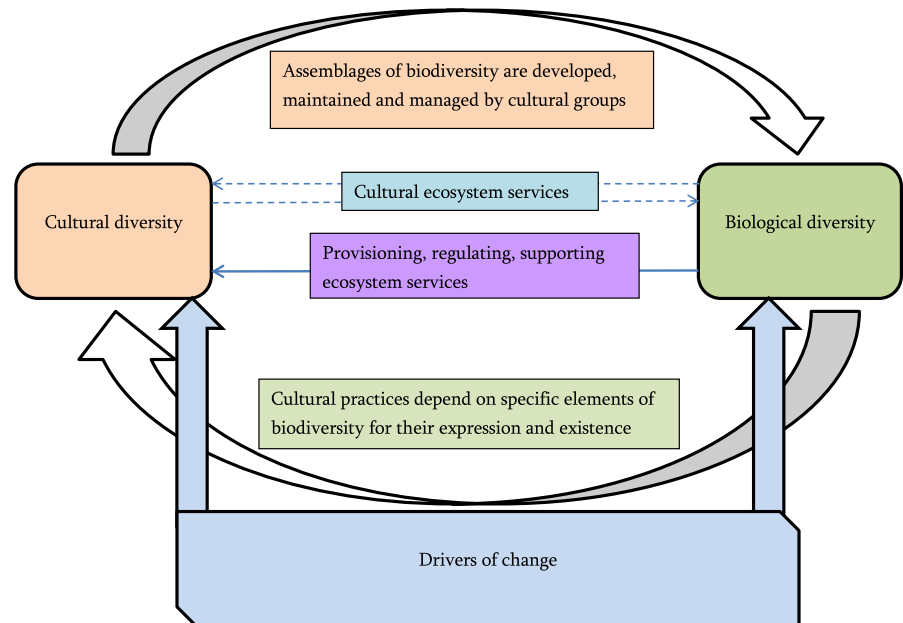 Assemblages of biodiversity are developed,
maintained and managed by cultural groups
Cultural diversity
Cultural ecosystem services
Biological diversity
Provisioning, regulating, supporting
ecosystem services
Cultural practices depend on specific elements of
biodiversity for their expression and existence
Drivers of change